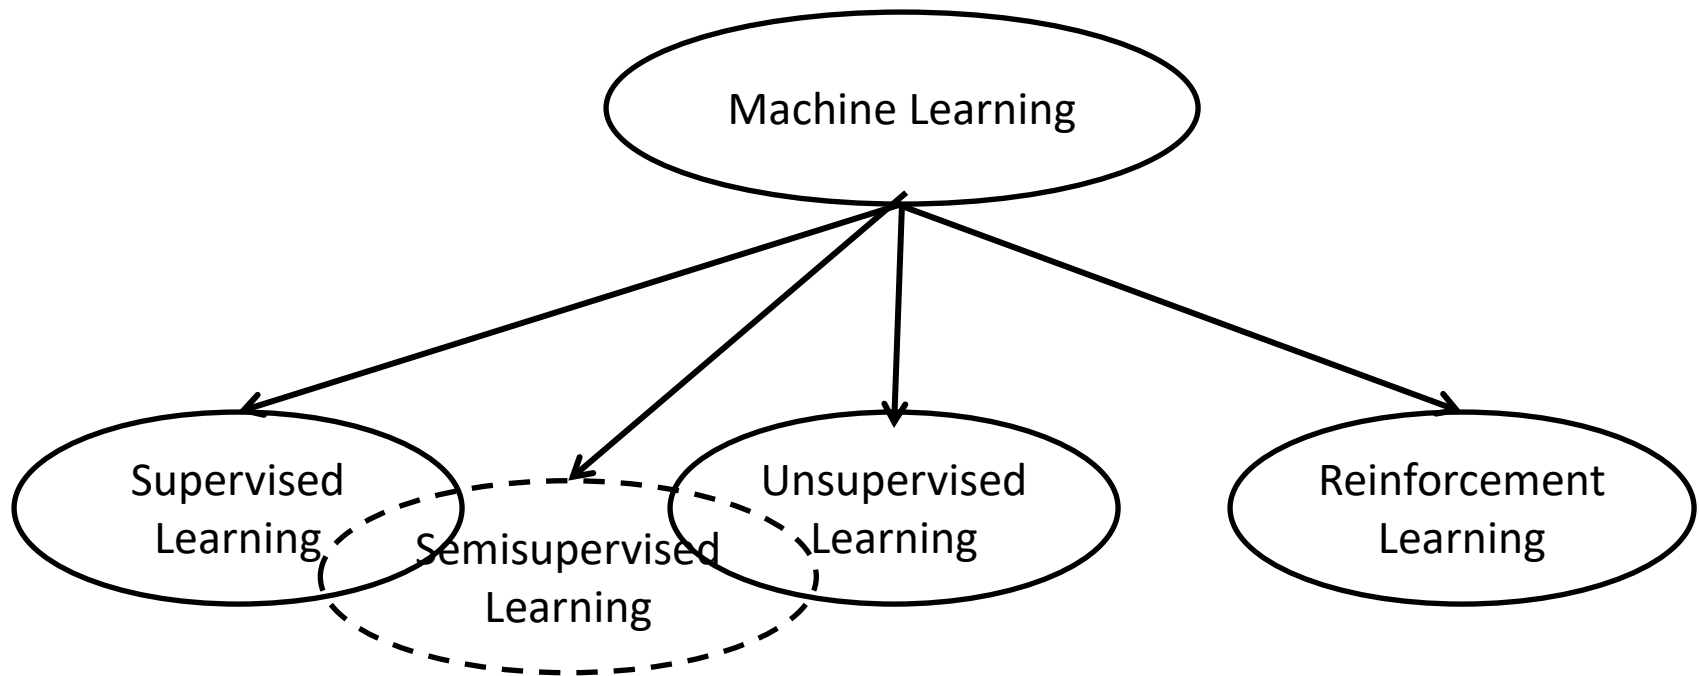 Machine Learning
Supervised
Learning
Semisupervised
Learning
Unsupervised
Learning
Reinforcement
Learning